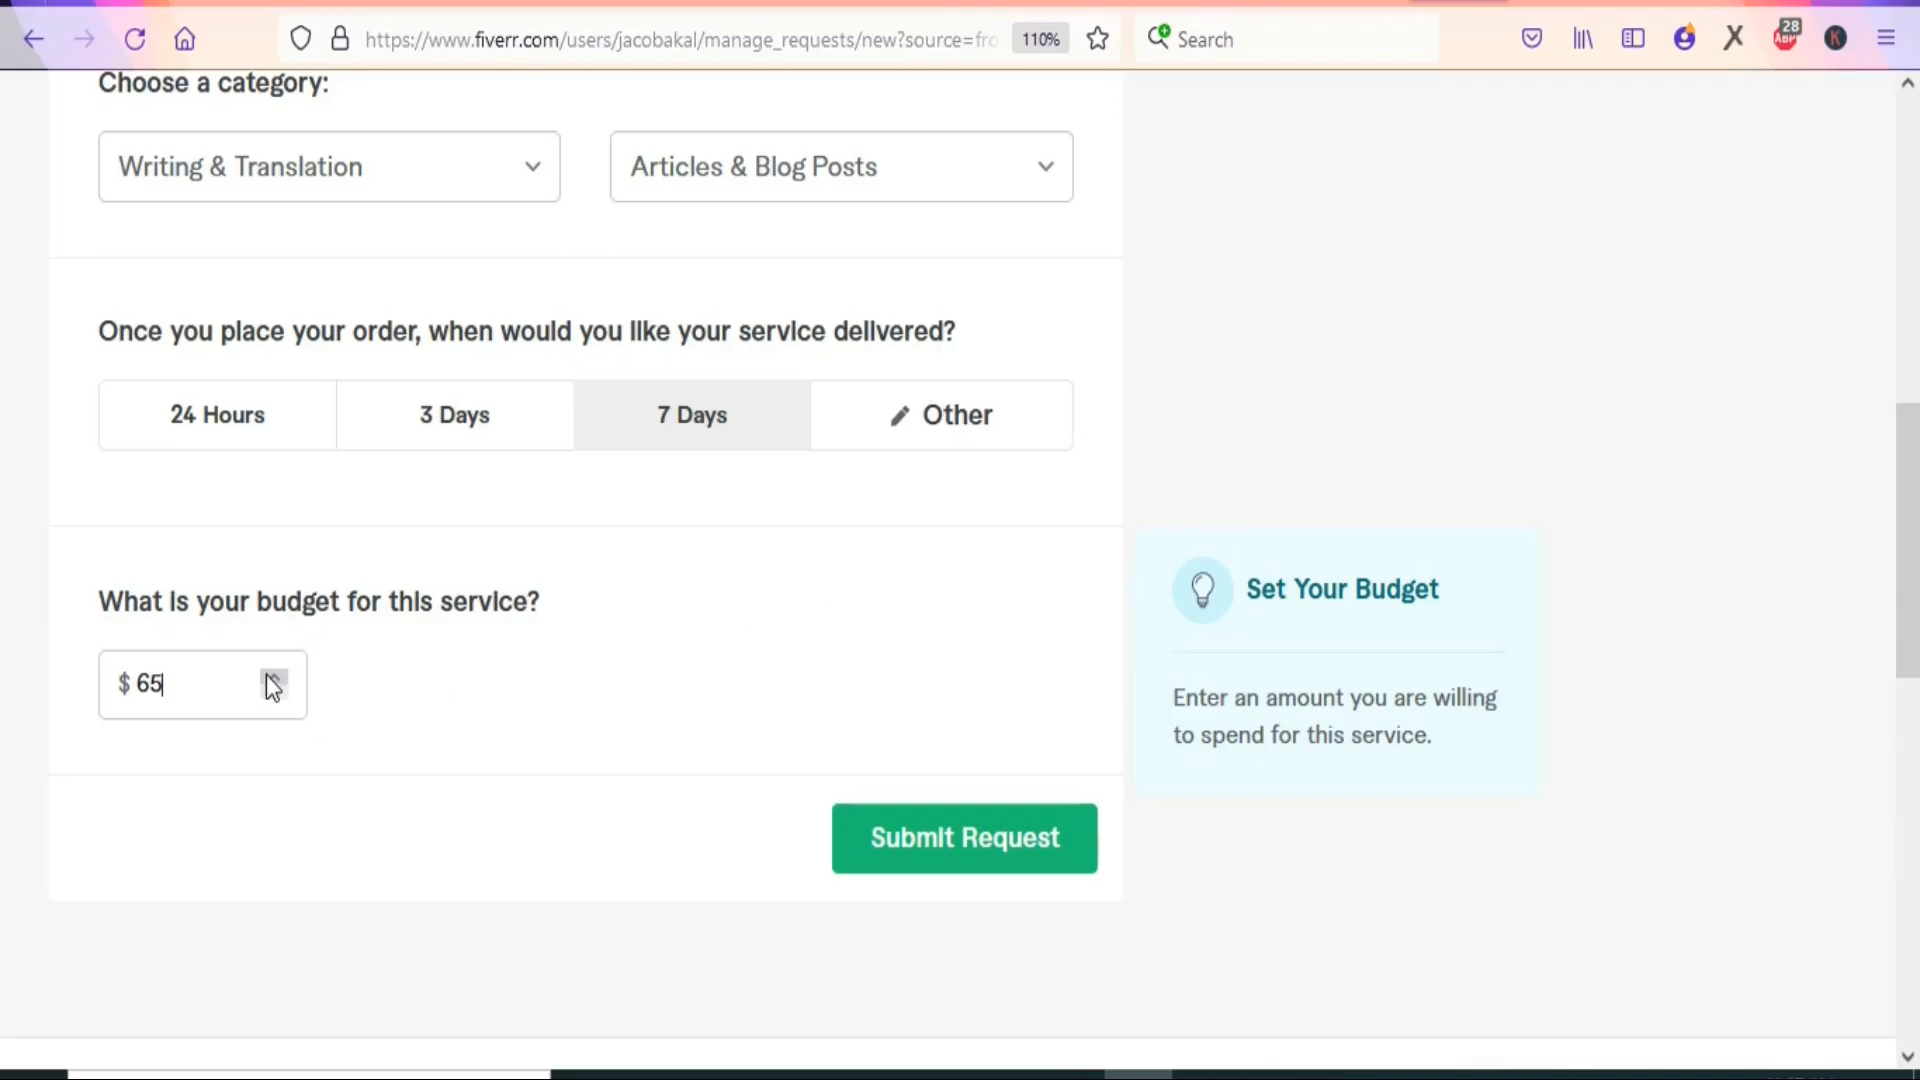 https://www.fiverr.com/users/jacobakal/manage_requests/new?source=fro
110%
Search
28
ABP
K
Choose a category:
Writing & Translation
Articles & Blog Posts
Once you place your order, when would you like your service delivered?
24 Hours
3 Days
7 Days
Other
What is your budget for this service?
$ 65
Set Your Budget
Enter an amount you are willing
to spend for this service.
Submit Request